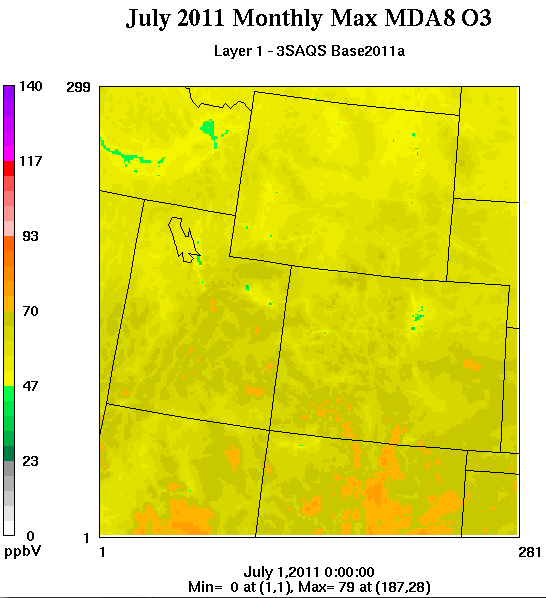 July 2011 Monthly Max MDA8 O3
Layer 1 - 3SAQS Base2011a
140
117
93
70
47
23
0
ppbV
299
1
1
281
July 1,2011 0:00:00
Min= 0 at (1,1), Max= 79 at (187,28)